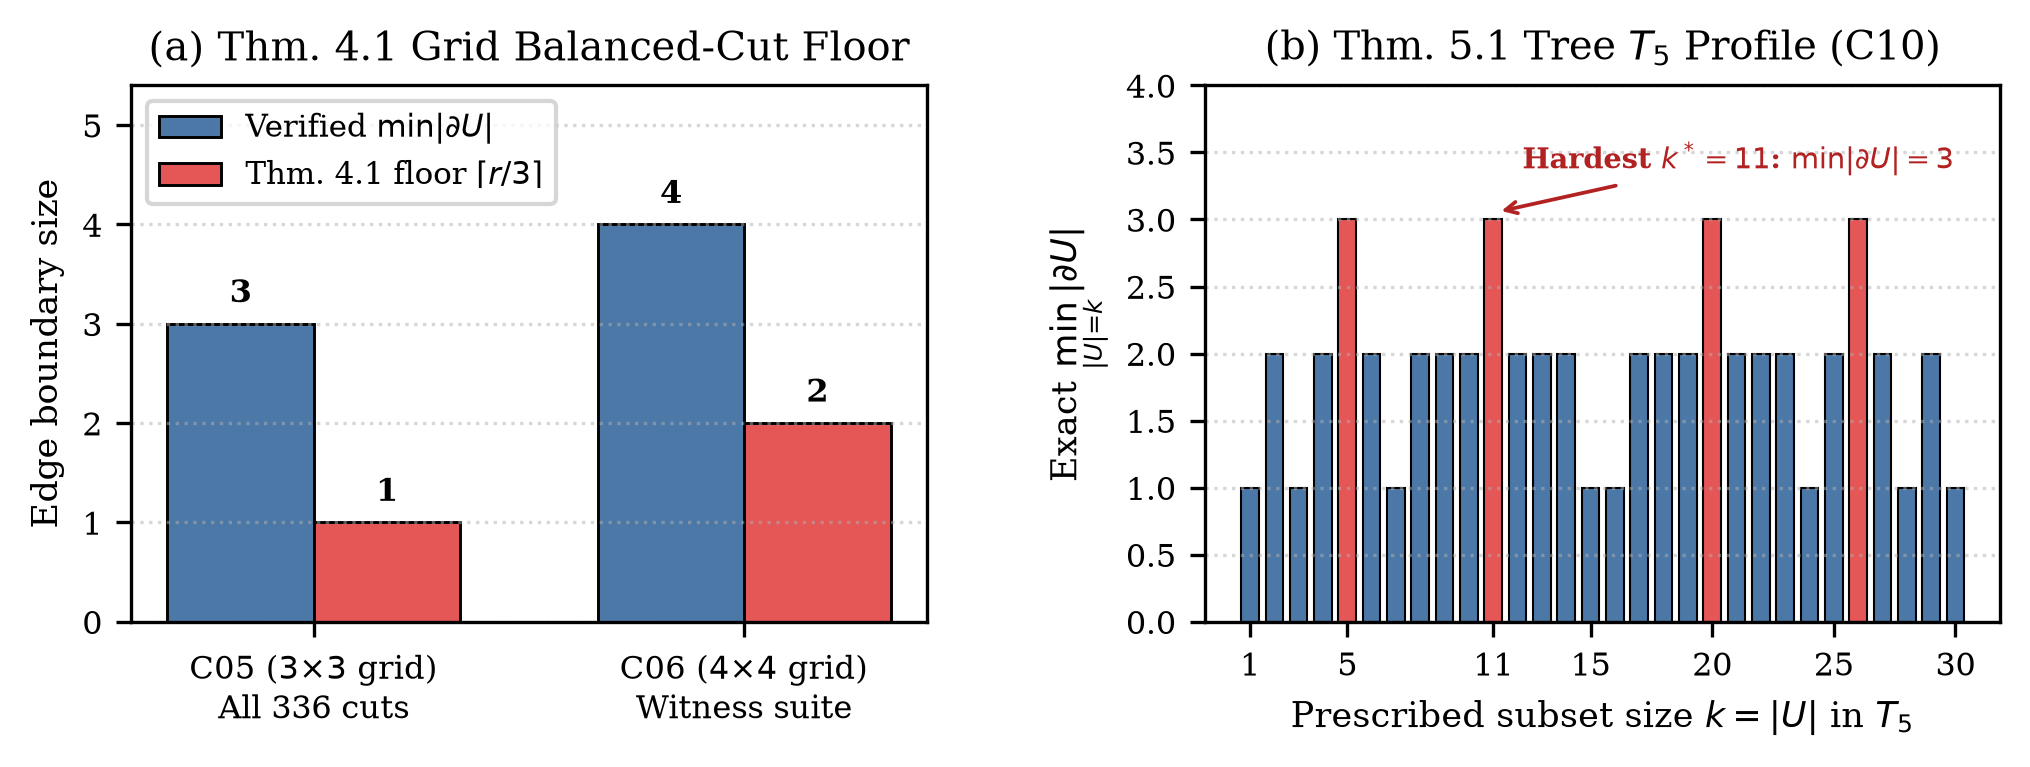 (a) Thm. 4.1 Grid Balanced-Cut Floor
Verified min|∂U|
Thm. 4.1 floor ⌈r/3⌉
Edge boundary size
5
4
3
2
1
0
3
1
4
2
C05 (3×3 grid)
All 336 cuts
C06 (4×4 grid)
Witness suite
(b) Thm. 5.1 Tree T₅ Profile (C10)
Hardest k* = 11: min|∂U| = 3
Exact min |∂U|
|U|=k
4.0
3.5
3.0
2.5
2.0
1.5
1.0
0.5
0.0
1 5 11 15 20 25 30
Prescribed subset size k = |U| in T₅